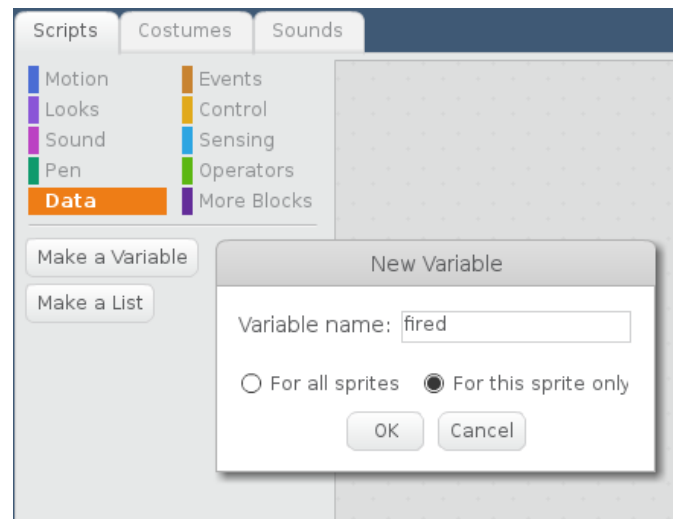 Scripts Costumes Sounds
Motion Events
Looks Control
Sound Sensing
Pen Operators
Data More Blocks
Make a Variable
Make a List
New Variable
Variable name: fired
For all sprites For this sprite only
OK Cancel